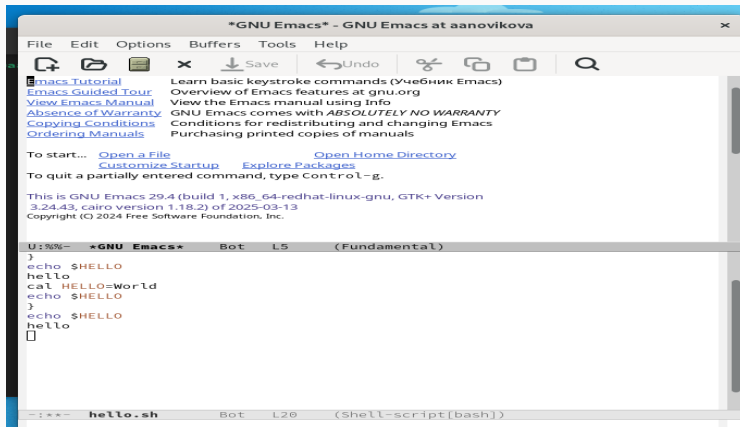 *GNU Emacs* - GNU Emacs at aanovikova
File Edit Options Buffers Tools Help
Save Undo
Emacs Tutorial Learn basic keystroke commands (Учебник Emacs)
Emacs Guided Tour Overview of Emacs features at gnu.org
View Emacs Manual View the Emacs manual using Info
Absence of Warranty GNU Emacs comes with ABSOLUTELY NO WARRANTY
Copying Conditions Conditions for redistributing and changing Emacs
Ordering Manuals Purchasing printed copies of manuals
To start... Open a File Open Home Directory
Customize Startup Explore Packages
To quit a partially entered command, type Control-g.
This is GNU Emacs 29.4 (build 1, x86_64-redhat-linux-gnu, GTK+ Version
3.24.43, cairo version 1.18.2) of 2025-03-13
Copyright (C) 2024 Free Software Foundation, Inc.
U:%%- *GNU Emacs* Bot L5 (Fundamental)
}
echo $HELLO
hello
cal HELLO=World
echo $HELLO
}
echo $HELLO
hello
-:**- hello.sh Bot L20 (Shell-script[bash])